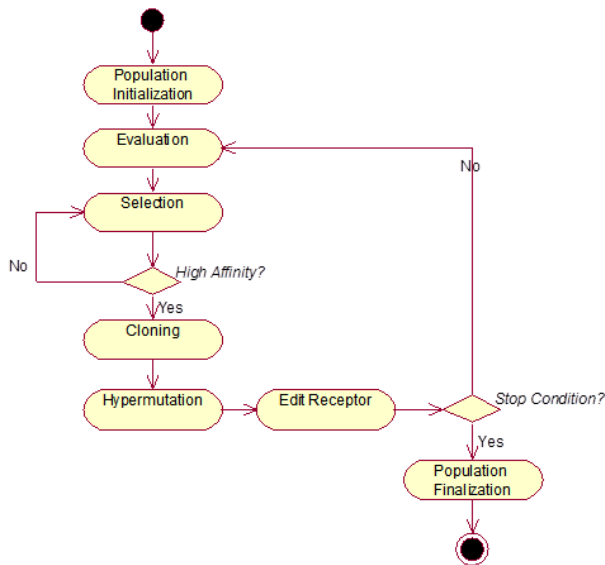 Population
Initialization
Evaluation
No
Selection
No
High Affinity?
Yes
Cloning
Hypermutation
Edit Receptor
Stop Condition?
Yes
Population
Finalization